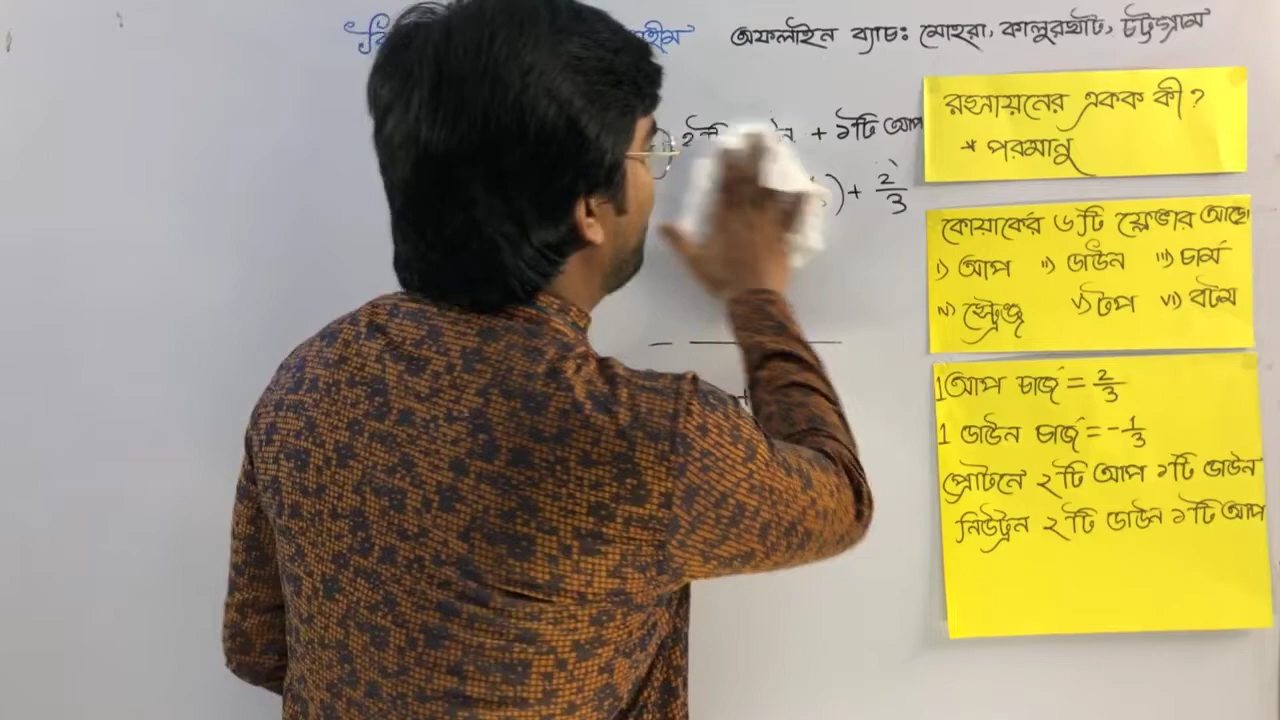 অফলাইন ব্যাচঃ মোহরা, কালুরঘাট, চট্টগ্রাম
+ ১টি আপ
) + 2/3
রসায়নের একক কী?
* পরমানু
কোয়ার্কের ৬টি ফ্লেভার আছে।
i) আপ ii) ডাউন iii) চার্ম
iv) স্ট্রেঞ্জ v) টপ vi) বটম
1 আপ চার্জ = 2/3
1 ডাউন চার্জ = -1/3
প্রোটনে ২টি আপ ১টি ডাউন
নিউট্রন ২টি ডাউন ১টি আপ